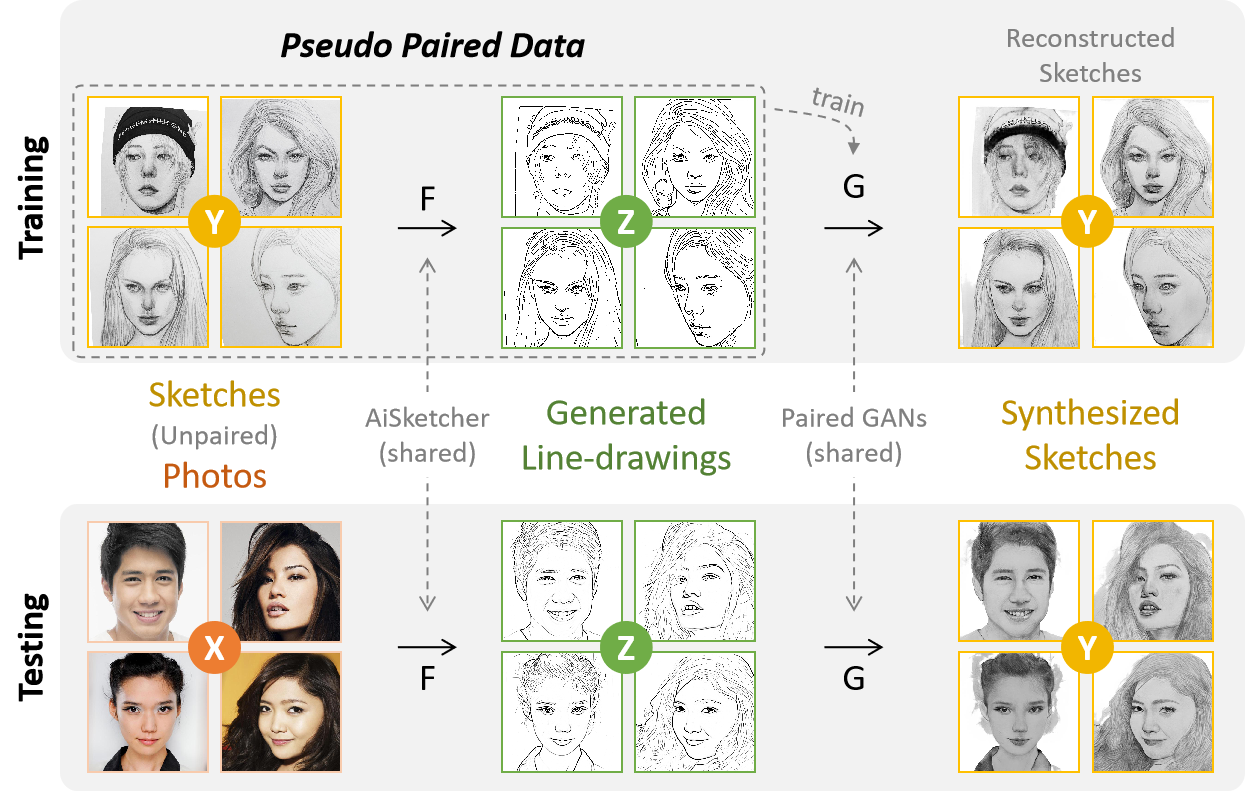 Pseudo Paired Data
Reconstructed
Sketches
train
Training
F
G
Y
Z
Y
Sketches
(Unpaired)
Photos
AiSketcher
(shared)
Generated
Line-drawings
Paired GANs
(shared)
Synthesized
Sketches
Testing
X
Z
Y
F
G